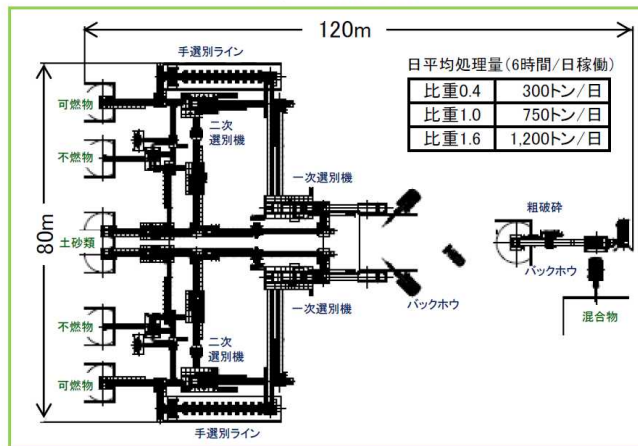 120m
手選別ライン
日平均処理量(6時間/日稼働)
比重0.4 300トン/日
比重1.0 750トン/日
比重1.6 1,200トン/日
可燃物
二次
選別機
不燃物
一次選別機
粗破砕
80m
土砂類
バックホウ
一次選別機
バックホウ
混合物
不燃物
二次
選別機
可燃物
手選別ライン